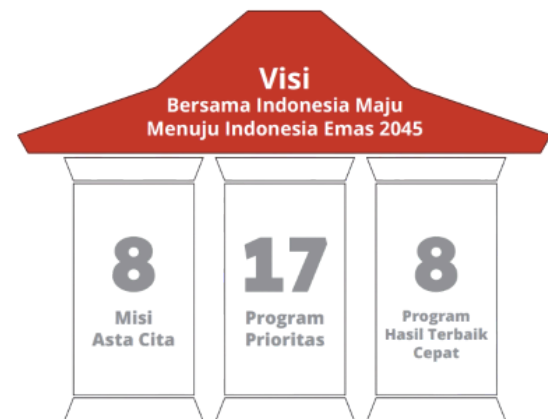 Visi
Bersama Indonesia Maju
Menuju Indonesia Emas 2045
8
Misi
Asta Cita
17
Program
Prioritas
8
Program
Hasil Terbaik
Cepat